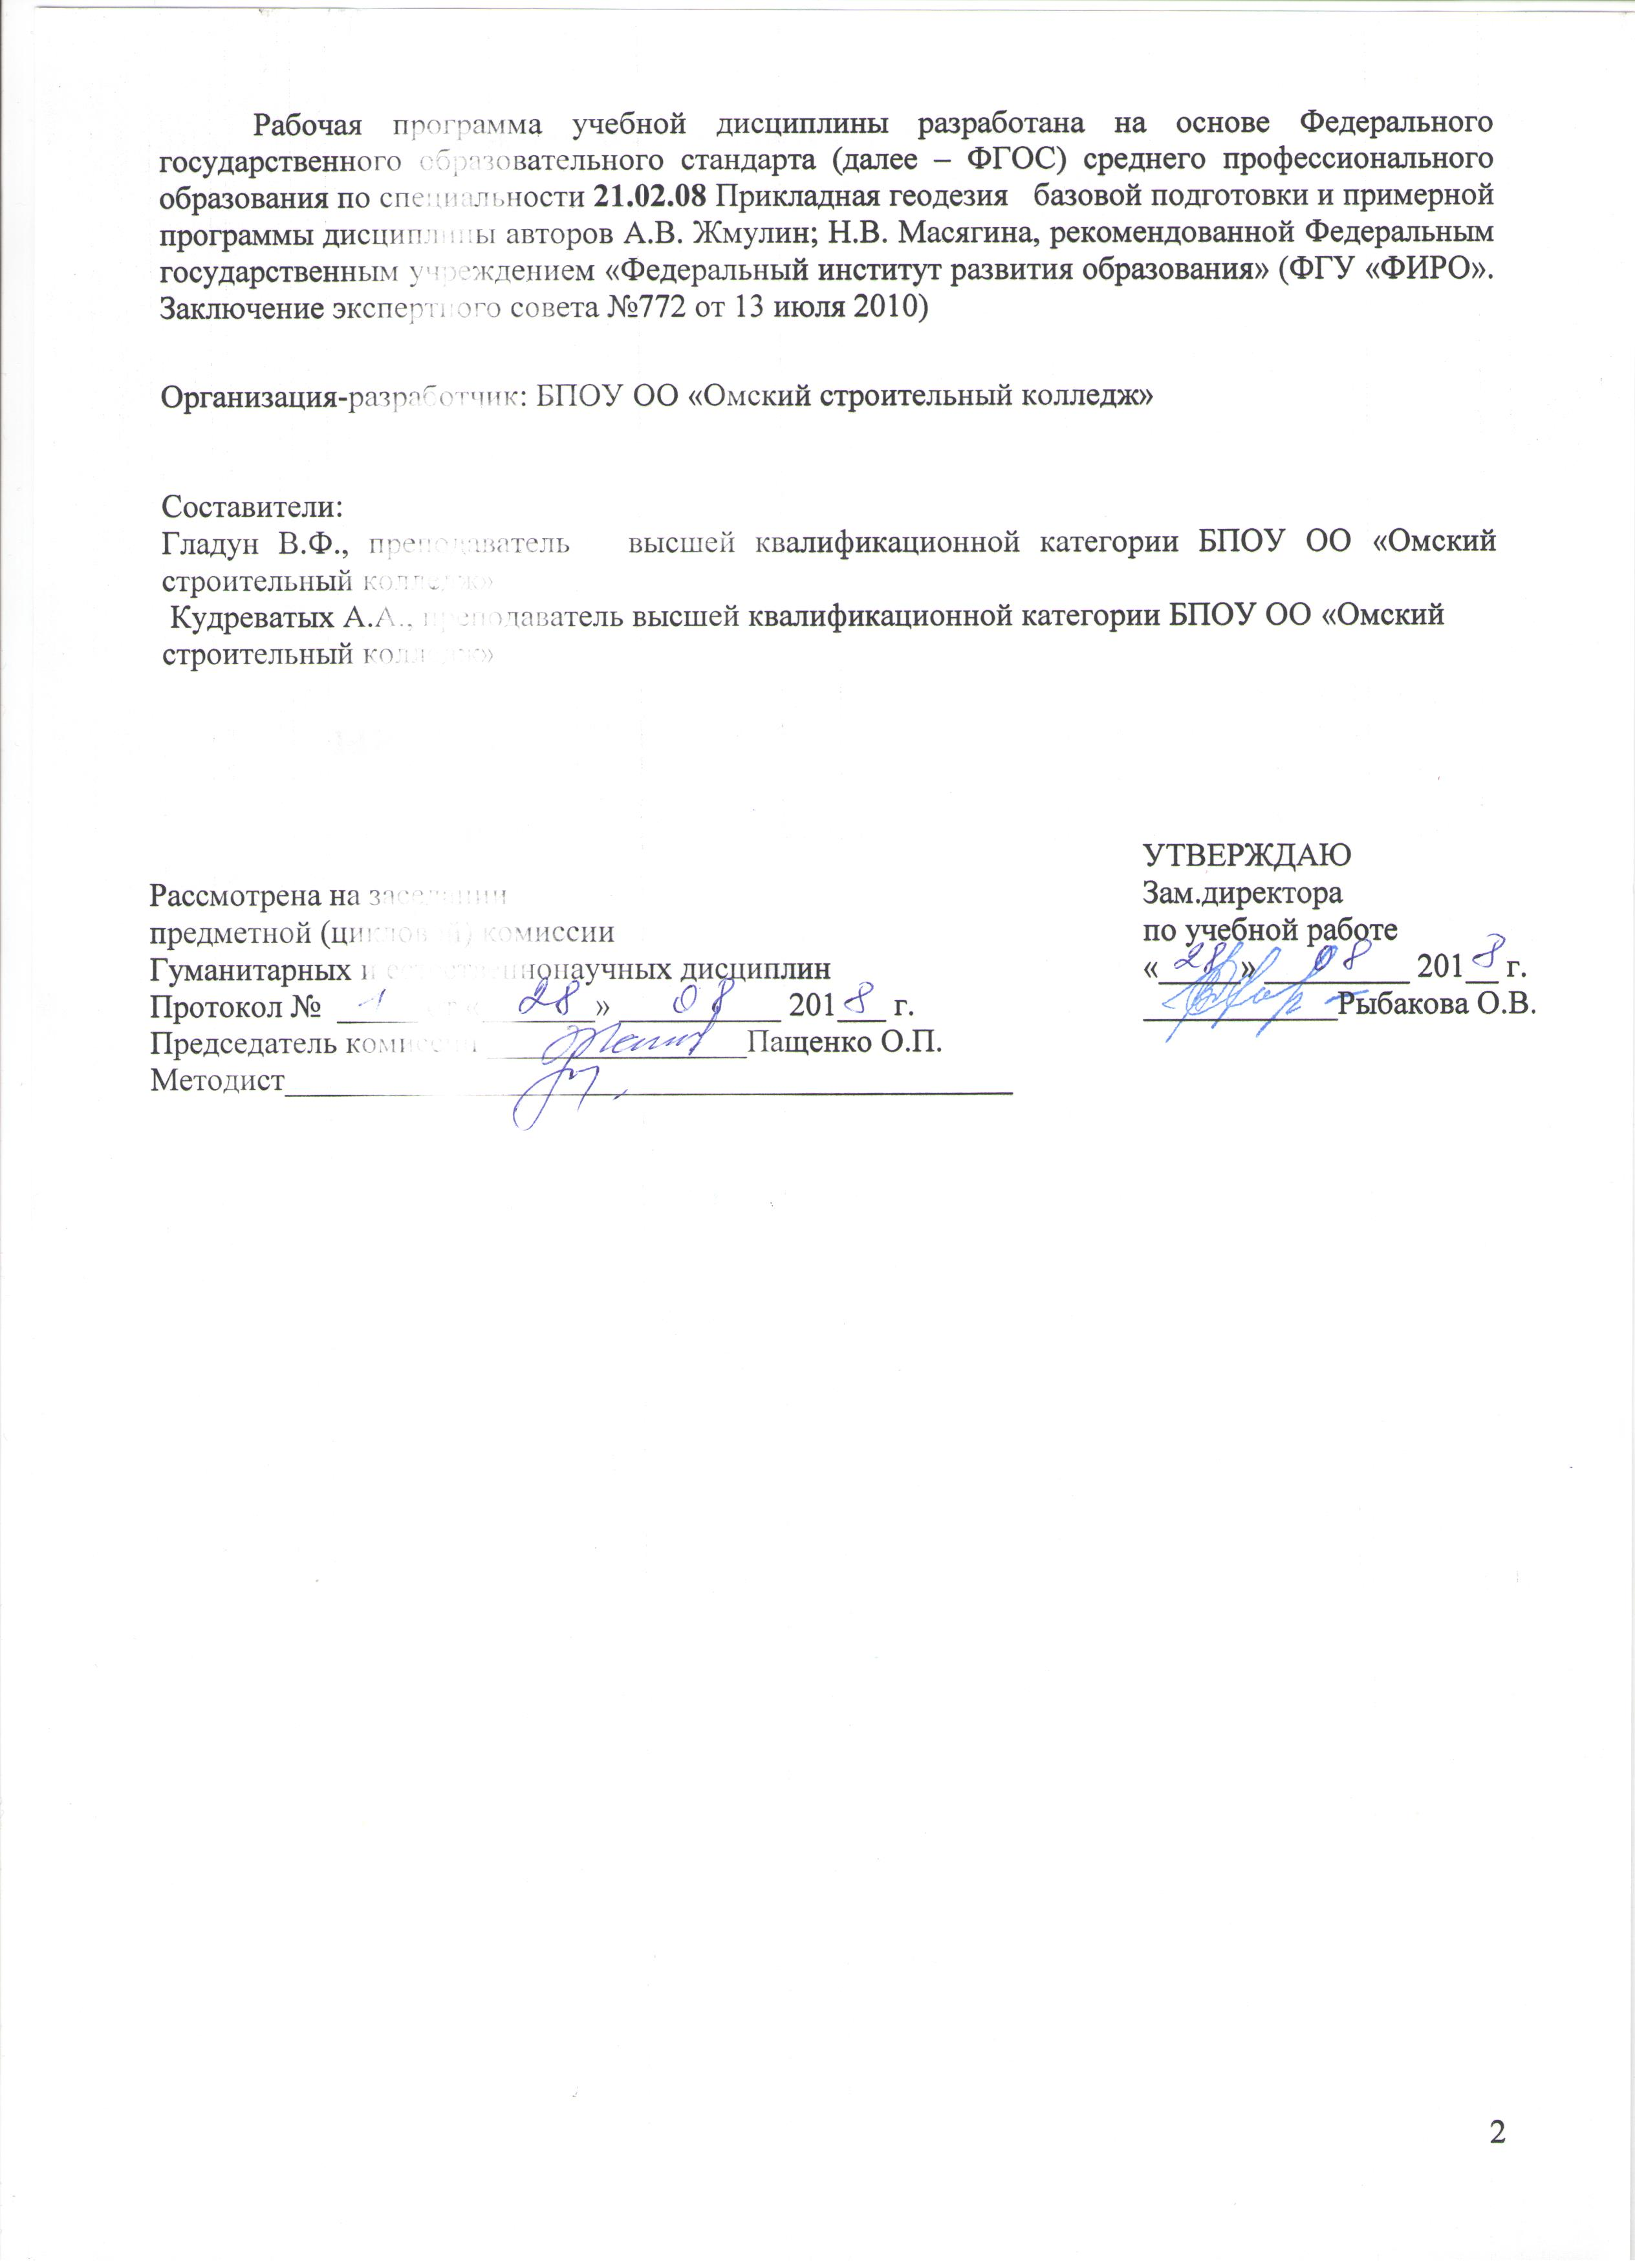 Рабочая программа учебной дисциплины разработана на основе Федерального
государственного образовательного стандарта (далее – ФГОС) среднего профессионального
образования по специальности 21.02.08 Прикладная геодезия базовой подготовки и примерной
программы дисциплины авторов А.В. Жмулин; Н.В. Масягина, рекомендованной Федеральным
государственным учреждением «Федеральный институт развития образования» (ФГУ «ФИРО».
Заключение экспертного совета №772 от 13 июля 2010)
Организация-разработчик: БПОУ ОО «Омский строительный колледж»
Составители:
Гладун В.Ф., преподаватель высшей квалификационной категории БПОУ ОО «Омский
строительный колледж»
Кудреватых А.А., преподаватель высшей квалификационной категории БПОУ ОО «Омский
строительный колледж»
Рассмотрена на заседании
предметной (цикловой) комиссии
Гуманитарных и естественнонаучных дисциплин
Протокол № 1 28» 08 2018 г.
Председатель комиссии Пащенко О.П.
Методист
УТВЕРЖДАЮ
Зам.директора
по учебной работе
«28» 08 2018 г.
Рыбакова О.В.
2